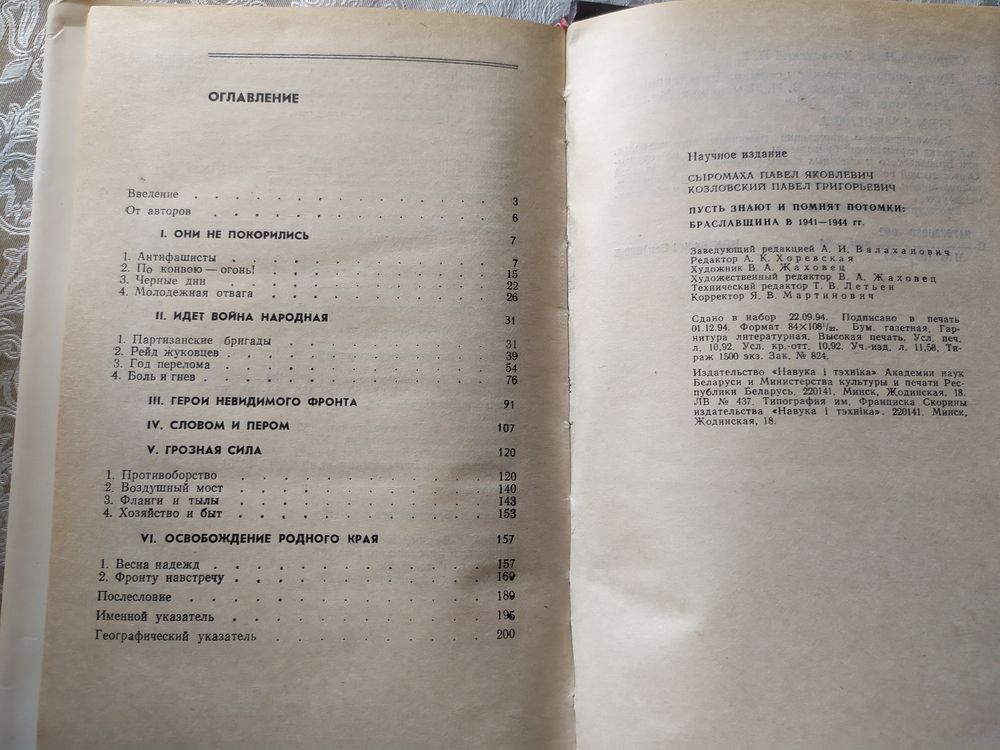 ОГЛАВЛЕНИЕ
Введение 3
От авторов 6
I. ОНИ НЕ ПОКОРИЛИСЬ 7
1. Антифашисты 7
2. По конвою — огонь! 15
3. Черные дни 22
4. Молодежная отвага 26
II. ИДЕТ ВОЙНА НАРОДНАЯ 31
1. Партизанские бригады 31
2. Рейд жуковцев 39
3. Год перелома 54
4. Боль и гнев 76
III. ГЕРОИ НЕВИДИМОГО ФРОНТА 91
IV. СЛОВОМ И ПЕРОМ 107
V. ГРОЗНАЯ СИЛА 120
1. Противоборство 120
2. Воздушный мост 140
3. Фланги и тылы 143
4. Хозяйство и быт 153
VI. ОСВОБОЖДЕНИЕ РОДНОГО КРАЯ 157
1. Весна надежд 157
2. Фронту навстречу
Послесловие
Именной указатель
Географический указатель 200
Научное издание
СЫРОМАХА ПАВЕЛ ЯКОВЛЕВИЧ
КОЗЛОВСКИЙ ПАВЕЛ ГРИГОРЬЕВИЧ
ПУСТЬ ЗНАЮТ И ПОМНЯТ ПОТОМКИ:
БРАСЛАВЩИНА В 1941—1944 гг.
Заведующий редакцией А. И. Валаханович
Редактор А. К. Хоревская
Художник В. А. Жаховец
Художественный редактор В. А. Жаховец
Технический редактор Т. В. Летьен
Корректор Я. В. Мартинович
Сдано в набор 22.09.94. Подписано в печать
01.12.94. Формат 84×108¹/₃₂. Бум. газетная. Гар-
нитура литературная. Высокая печать. Усл. печ.
л. 10,92. Усл. кр.-отт. 10,92. Уч.-изд. л. 11,58. Ти-
раж 1500 экз. Зак. № 824.
Издательство «Навука і тэхніка» Академии наук
Беларуси и Министерства культуры и печати Рес-
публики Беларусь. 220141. Минск, Жодинская, 18.
ЛВ № 437. Типография им. Франциска Скорины
издательства «Навука і тэхніка». 220141. Минск,
Жодинская, 18.